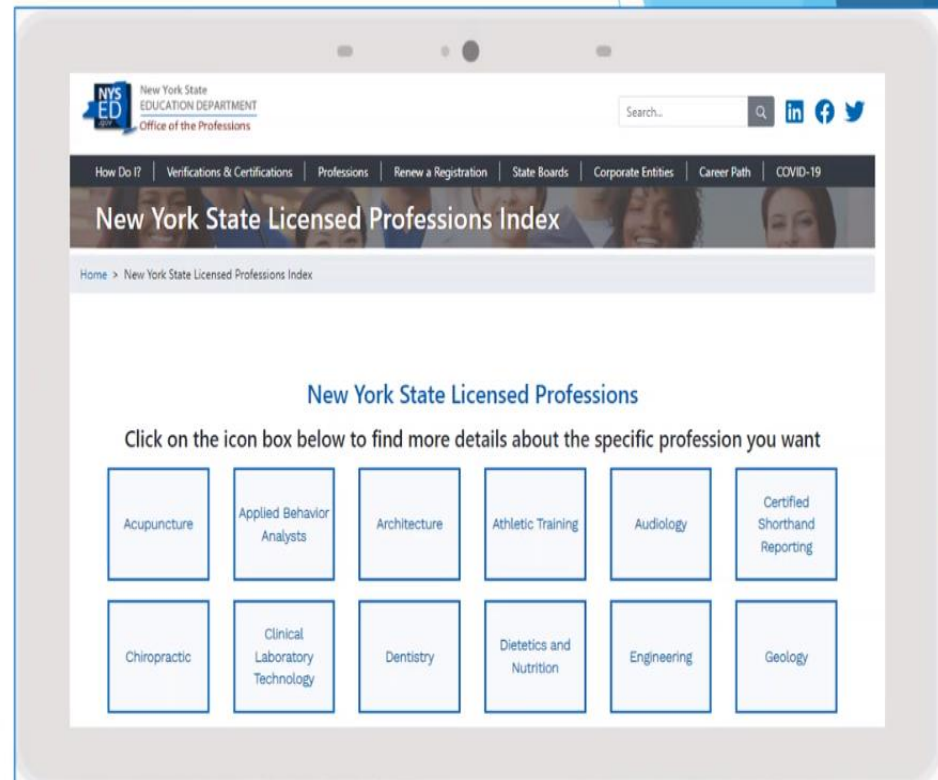 NYS
ED
.gov
New York State
EDUCATION DEPARTMENT
Office of the Professions
Search...
How Do I? Verifications & Certifications Professions Renew a Registration State Boards Corporate Entities Career Path COVID-19
New York State Licensed Professions Index
Home > New York State Licensed Professions Index
New York State Licensed Professions
Click on the icon box below to find more details about the specific profession you want
Acupuncture
Applied Behavior
Analysts
Architecture
Athletic Training
Audiology
Certified
Shorthand
Reporting
Chiropractic
Clinical
Laboratory
Technology
Dentistry
Dietetics and
Nutrition
Engineering
Geology